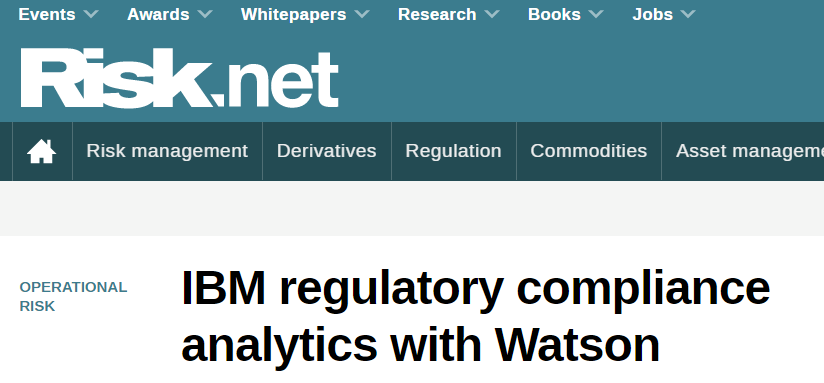 Events Awards Whitepapers Research Books Jobs
Risk.net
Risk management Derivatives Regulation Commodities Asset manageme
OPERATIONAL
RISK
IBM regulatory compliance
analytics with Watson